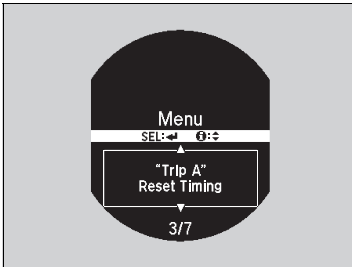 Menu
SEL:↵ ℹ:⬍
▲
“Trip A”
Reset Timing
▼
3/7